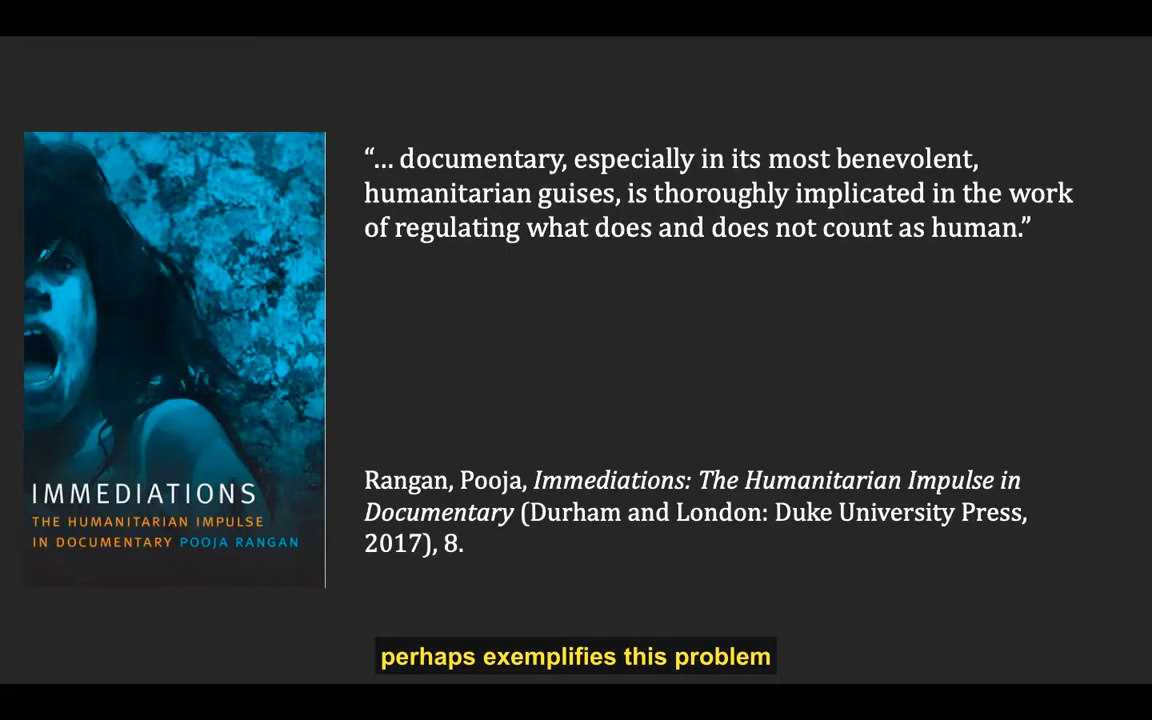 “... documentary, especially in its most benevolent,
humanitarian guises, is thoroughly implicated in the work
of regulating what does and does not count as human.”
IMMEDIATIONS
THE HUMANITARIAN IMPULSE
IN DOCUMENTARY POOJA RANGAN
Rangan, Pooja, Immediations: The Humanitarian Impulse in
Documentary (Durham and London: Duke University Press,
2017), 8.
perhaps exemplifies this problem